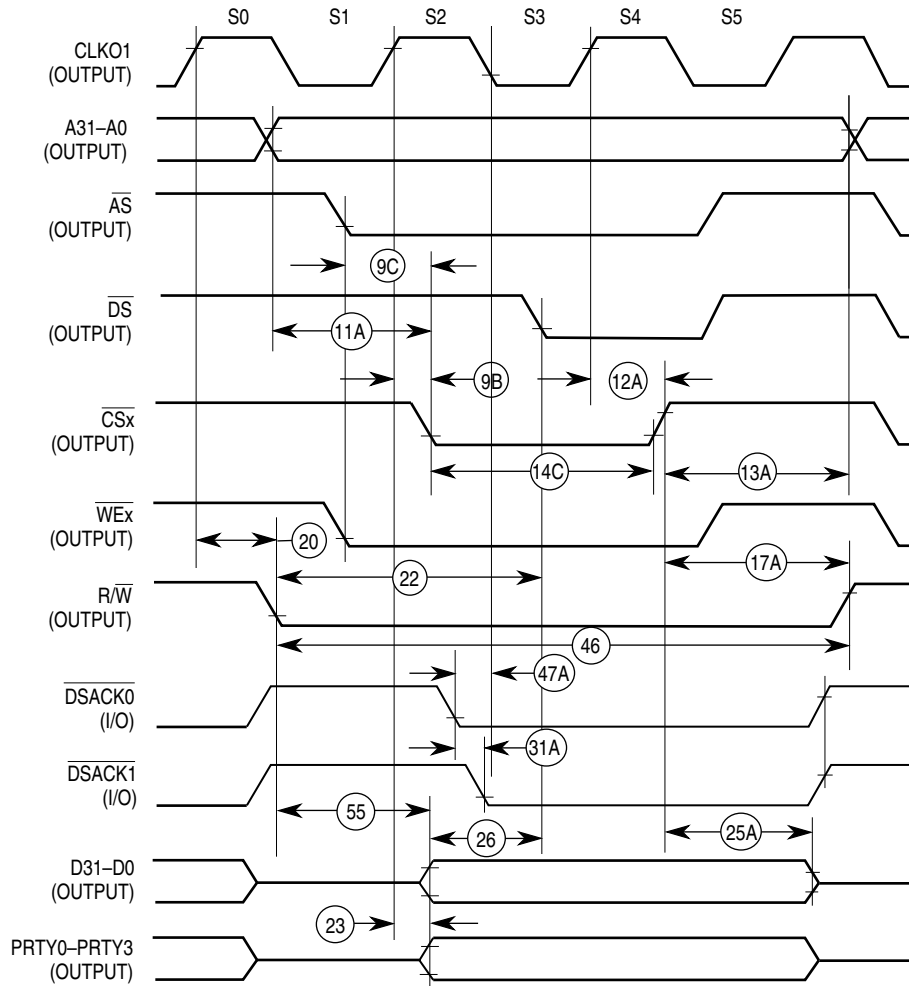 S0 S1 S2 S3 S4 S5
CLKO1
(OUTPUT)
A31–A0
(OUTPUT)
AS
(OUTPUT)
9C
DS
(OUTPUT)
11A
9B
12A
CSx
(OUTPUT)
14C
13A
WEx
(OUTPUT)
20
17A
22
R/W
(OUTPUT)
46
47A
DSACK0
(I/O)
31A
DSACK1
(I/O)
55
26
25A
D31–D0
(OUTPUT)
23
PRTY0–PRTY3
(OUTPUT)